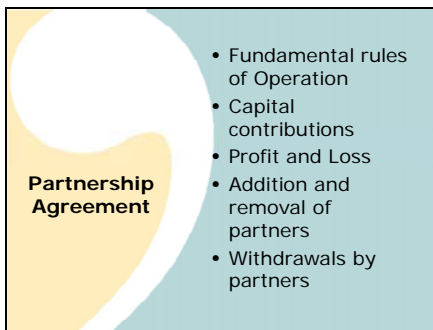 Partnership
Agreement
• Fundamental rules
of Operation
• Capital
contributions
• Profit and Loss
• Addition and
removal of
partners
• Withdrawals by
partners